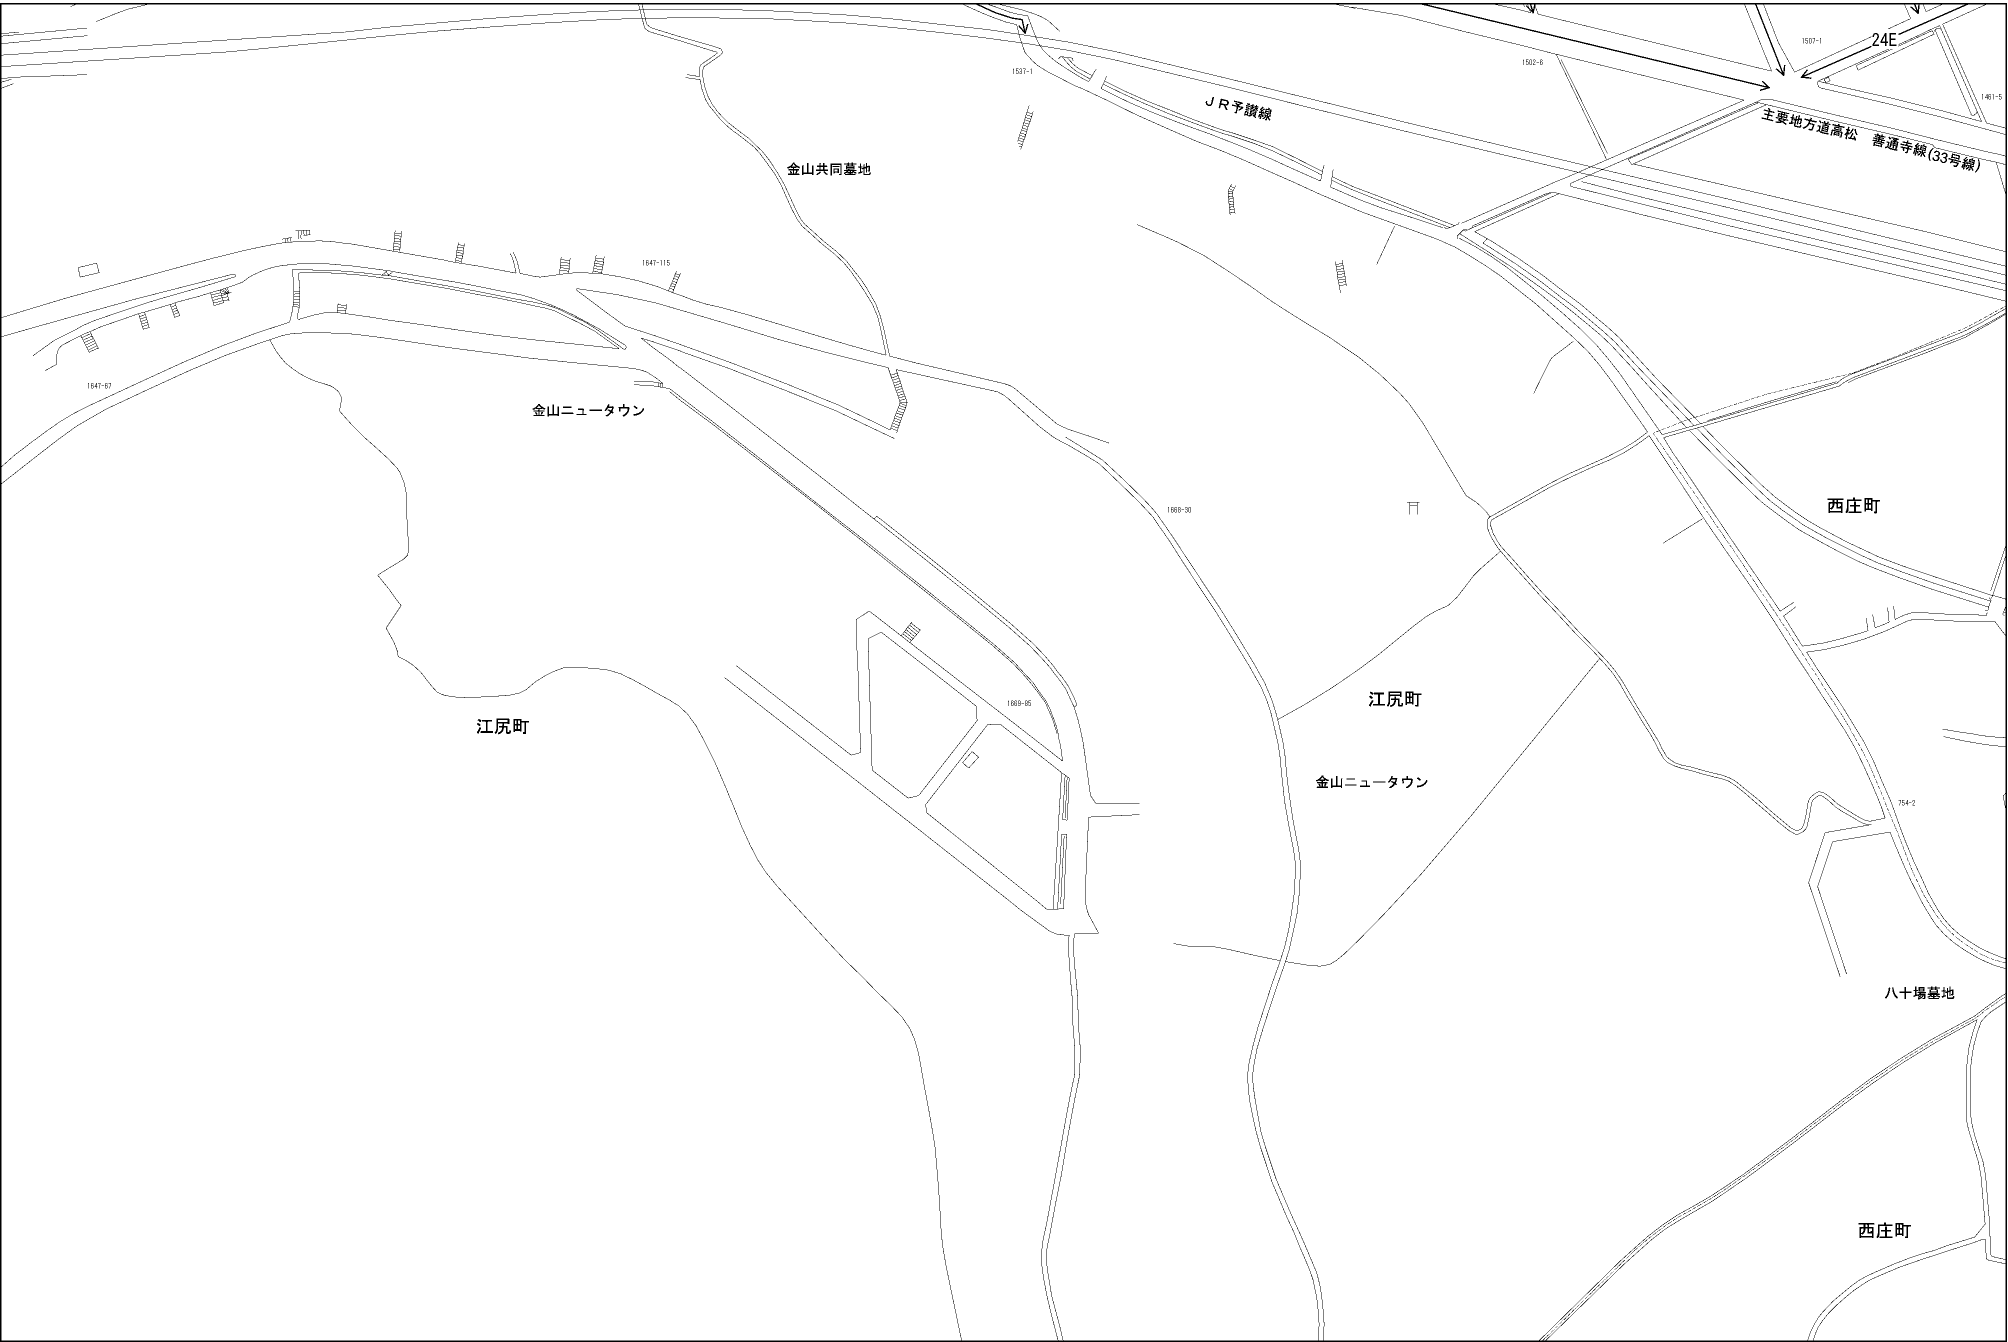 1507-1
24E
1502-6
1537-1
1461-5
JR予讃線
主要地方道高松　善通寺線(33号線)
金山共同墓地
1647-115
1647-67
金山ニュータウン
西庄町
1668-30
江尻町
1669-85
江尻町
金山ニュータウン
754-2
八十場墓地
西庄町